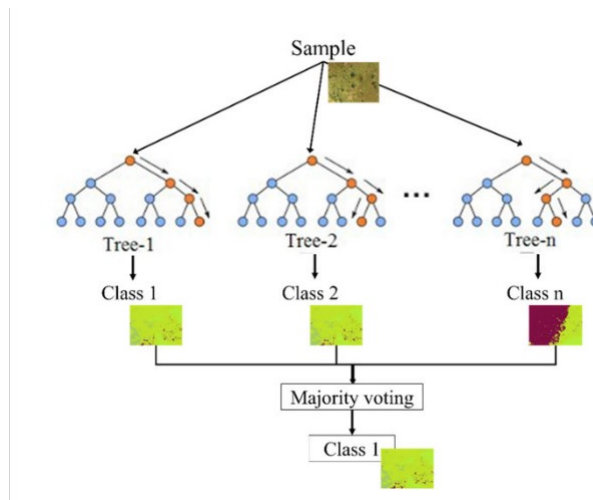 Sample
...
Tree-1
Tree-2
Tree-n
Class 1
Class 2
Class n
Majority voting
Class 1